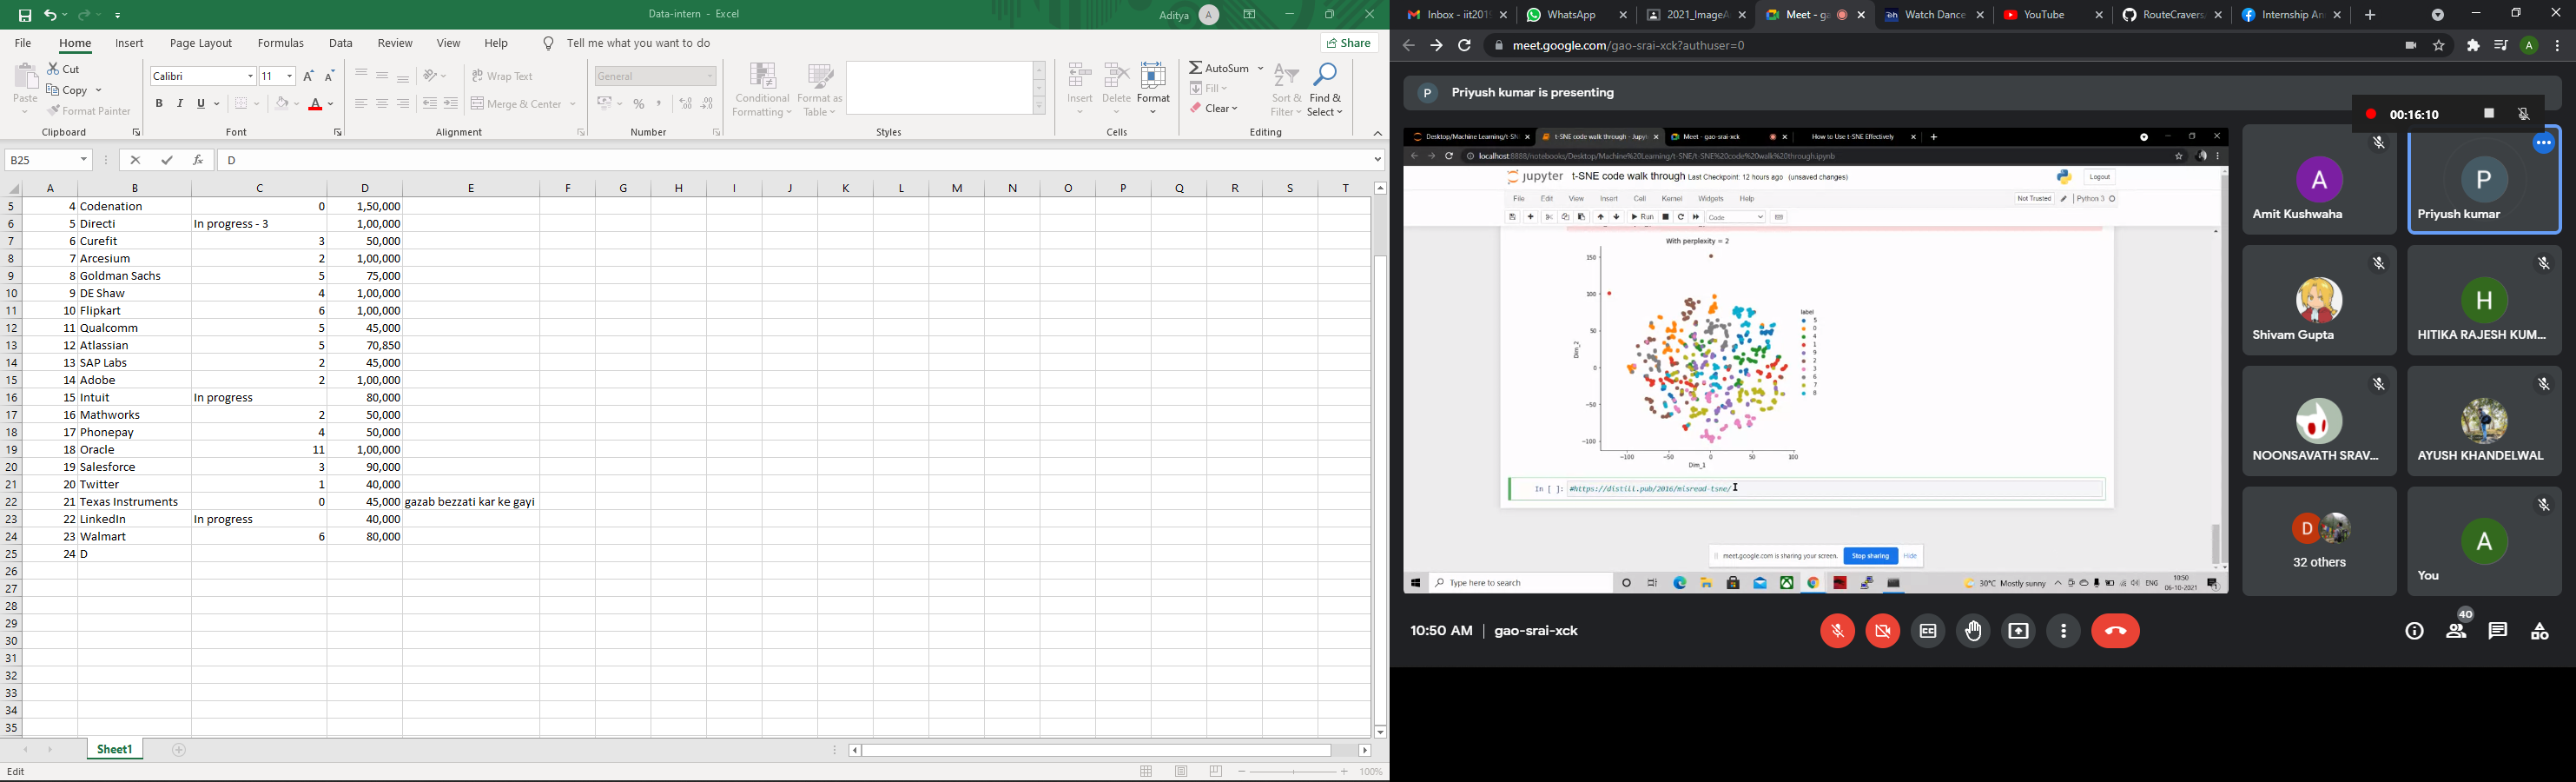 Data-intern - Excel
Aditya A
File Home Insert Page Layout Formulas Data Review View Help Tell me what you want to do Share
Paste Cut Copy Format Painter
Calibri 11 Wrap Text General
B I U A Merge & Center % ,
Conditional Formatting Format as Table
Insert Delete Format
AutoSum Fill Clear Sort & Filter Find & Select
Clipboard Font Alignment Number Styles Cells Editing
B25 fx D
A B C D E F G H I J K L M N O P Q R S T
5 4 Codenation 0 1,50,000
6 5 Directi In progress - 3 1,00,000
7 6 Curefit 3 50,000
8 7 Arcesium 2 1,00,000
9 8 Goldman Sachs 5 75,000
10 9 DE Shaw 4 1,00,000
11 10 Flipkart 6 1,00,000
12 11 Qualcomm 5 45,000
13 12 Atlassian 5 70,850
14 13 SAP Labs 2 45,000
15 14 Adobe 2 1,00,000
16 15 Intuit In progress 80,000
17 16 Mathworks 2 50,000
18 17 Phonepay 4 50,000
19 18 Oracle 11 1,00,000
20 19 Salesforce 3 90,000
21 20 Twitter 1 40,000
22 21 Texas Instruments 0 45,000 gazab bezzati kar ke gayi
23 22 LinkedIn In progress 40,000
24 23 Walmart 6 80,000
25 24 D
26
27
28
29
30
31
32
33
34
35
Sheet1
Edit
100%
Inbox - iit201 WhatsApp 2021_ImageA Meet - ga Watch Dance YouTube RouteCravers Internship An
meet.google.com/gao-srai-xck?authuser=0 A
P Priyush kumar is presenting
00:16:10
Desktop/Machine Learning/t-SN t-SNE code walk through - Jupyt Meet - gao-srai-xck How to Use t-SNE Effectively
localhost:8888/notebooks/Desktop/Machine%20Learning/t-SNE/t-SNE%20code%20walk%20through.ipynb
jupyter t-SNE code walk through Last Checkpoint: 12 hours ago (unsaved changes) Logout
File Edit View Insert Cell Kernel Widgets Help Not Trusted Python 3
Run Code
With perplexity = 2
150
100
50
0
-50
-100
Dim_2
-100 -50 0 50 100
Dim_1
label
5
0
4
1
9
2
3
6
7
8
In [ ]: #https://distill.pub/2016/misread-tsne/
meet.google.com is sharing your screen. Stop sharing Hide
Type here to search
30°C Mostly sunny ENG 10:50 06-10-2021
A Amit Kushwaha
P Priyush kumar
Shivam Gupta
H HITIKA RAJESH KUM...
NOONSAVATH SRAV...
AYUSH KHANDELWAL
D 32 others
A You
10:50 AM | gao-srai-xck
40